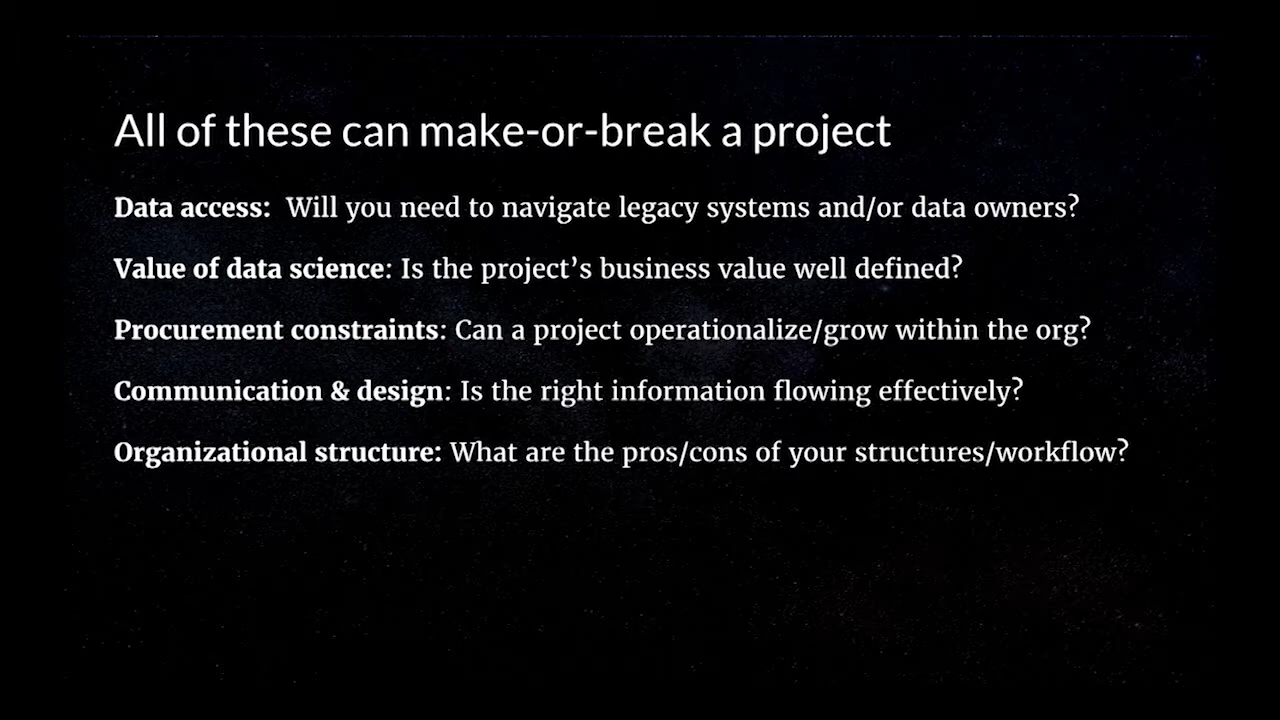 All of these can make-or-break a project
Data access:  Will you need to navigate legacy systems and/or data owners?
Value of data science: Is the project’s business value well defined?
Procurement constraints: Can a project operationalize/grow within the org?
Communication & design: Is the right information flowing effectively?
Organizational structure: What are the pros/cons of your structures/workflow?